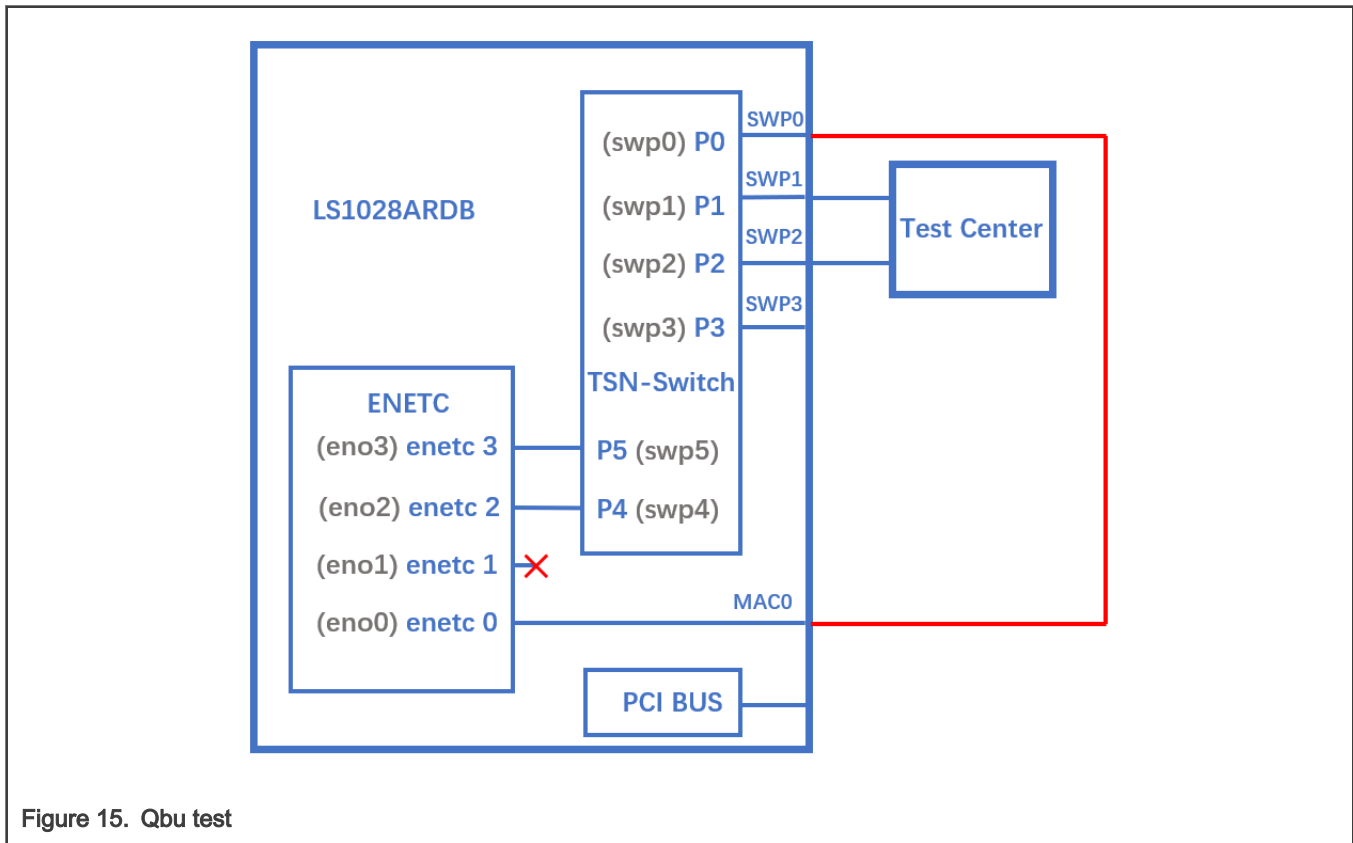 SWP0
(swp0) P0
SWP1
LS1028ARDB
(swp1) P1
Test Center
SWP2
(swp2) P2
SWP3
(swp3) P3
TSN-Switch
ENETC
(eno3) enetc 3
P5 (swp5)
(eno2) enetc 2
P4 (swp4)
(eno1) enetc 1
MAC0
(eno0) enetc 0
PCI BUS
Figure 15. Qbu test